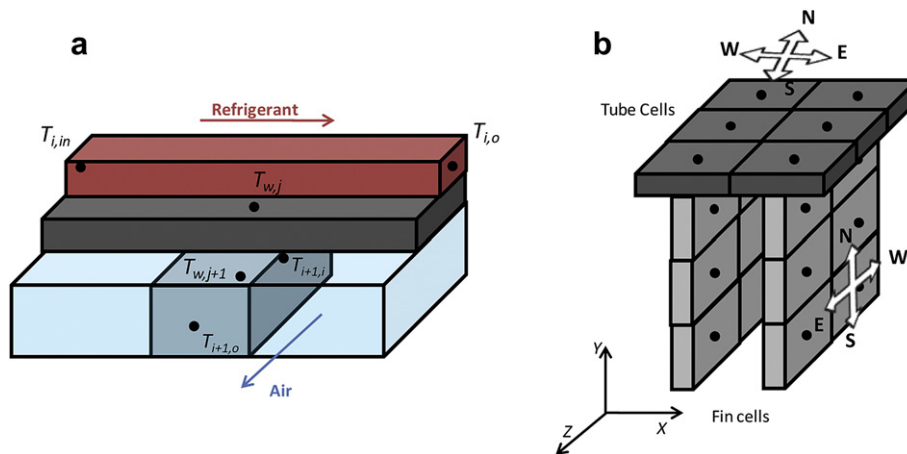 a
Refrigerant
T_{i,in}
T_{i,o}
T_{w,j}
T_{w,j+1}
T_{i+1,i}
T_{i+1,o}
Air
b
N
W
E
S
Tube Cells
N
W
E
S
Y
X
Z
Fin cells